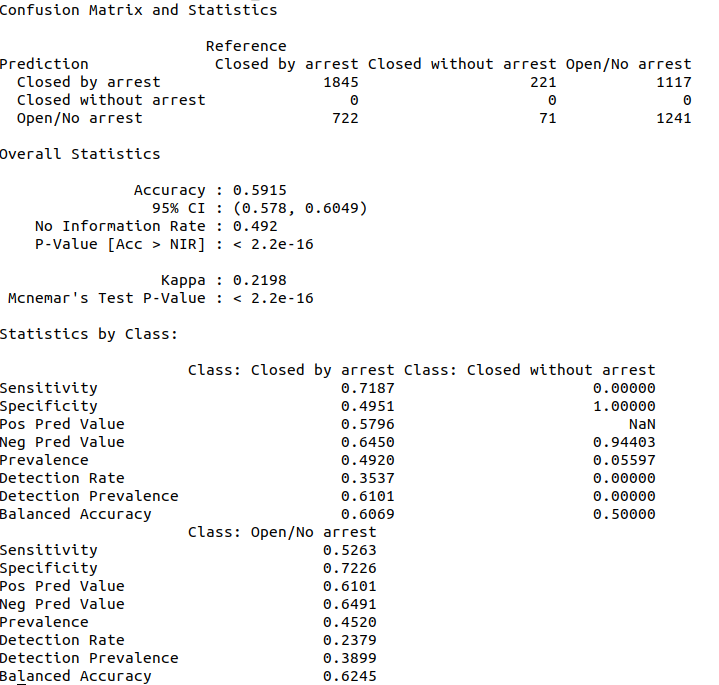 Confusion Matrix and Statistics
Reference
Prediction Closed by arrest Closed without arrest Open/No arrest
Closed by arrest 1845 221 1117
Closed without arrest 0 0 0
Open/No arrest 722 71 1241
Overall Statistics
Accuracy : 0.5915
95% CI : (0.578, 0.6049)
No Information Rate : 0.492
P-Value [Acc > NIR] : < 2.2e-16
Kappa : 0.2198
Mcnemar's Test P-Value : < 2.2e-16
Statistics by Class:
Class: Closed by arrest Class: Closed without arrest
Sensitivity 0.7187 0.00000
Specificity 0.4951 1.00000
Pos Pred Value 0.5796 NaN
Neg Pred Value 0.6450 0.94403
Prevalence 0.4920 0.05597
Detection Rate 0.3537 0.00000
Detection Prevalence 0.6101 0.00000
Balanced Accuracy 0.6069 0.50000
Class: Open/No arrest
Sensitivity 0.5263
Specificity 0.7226
Pos Pred Value 0.6101
Neg Pred Value 0.6491
Prevalence 0.4520
Detection Rate 0.2379
Detection Prevalence 0.3899
Balanced Accuracy 0.6245